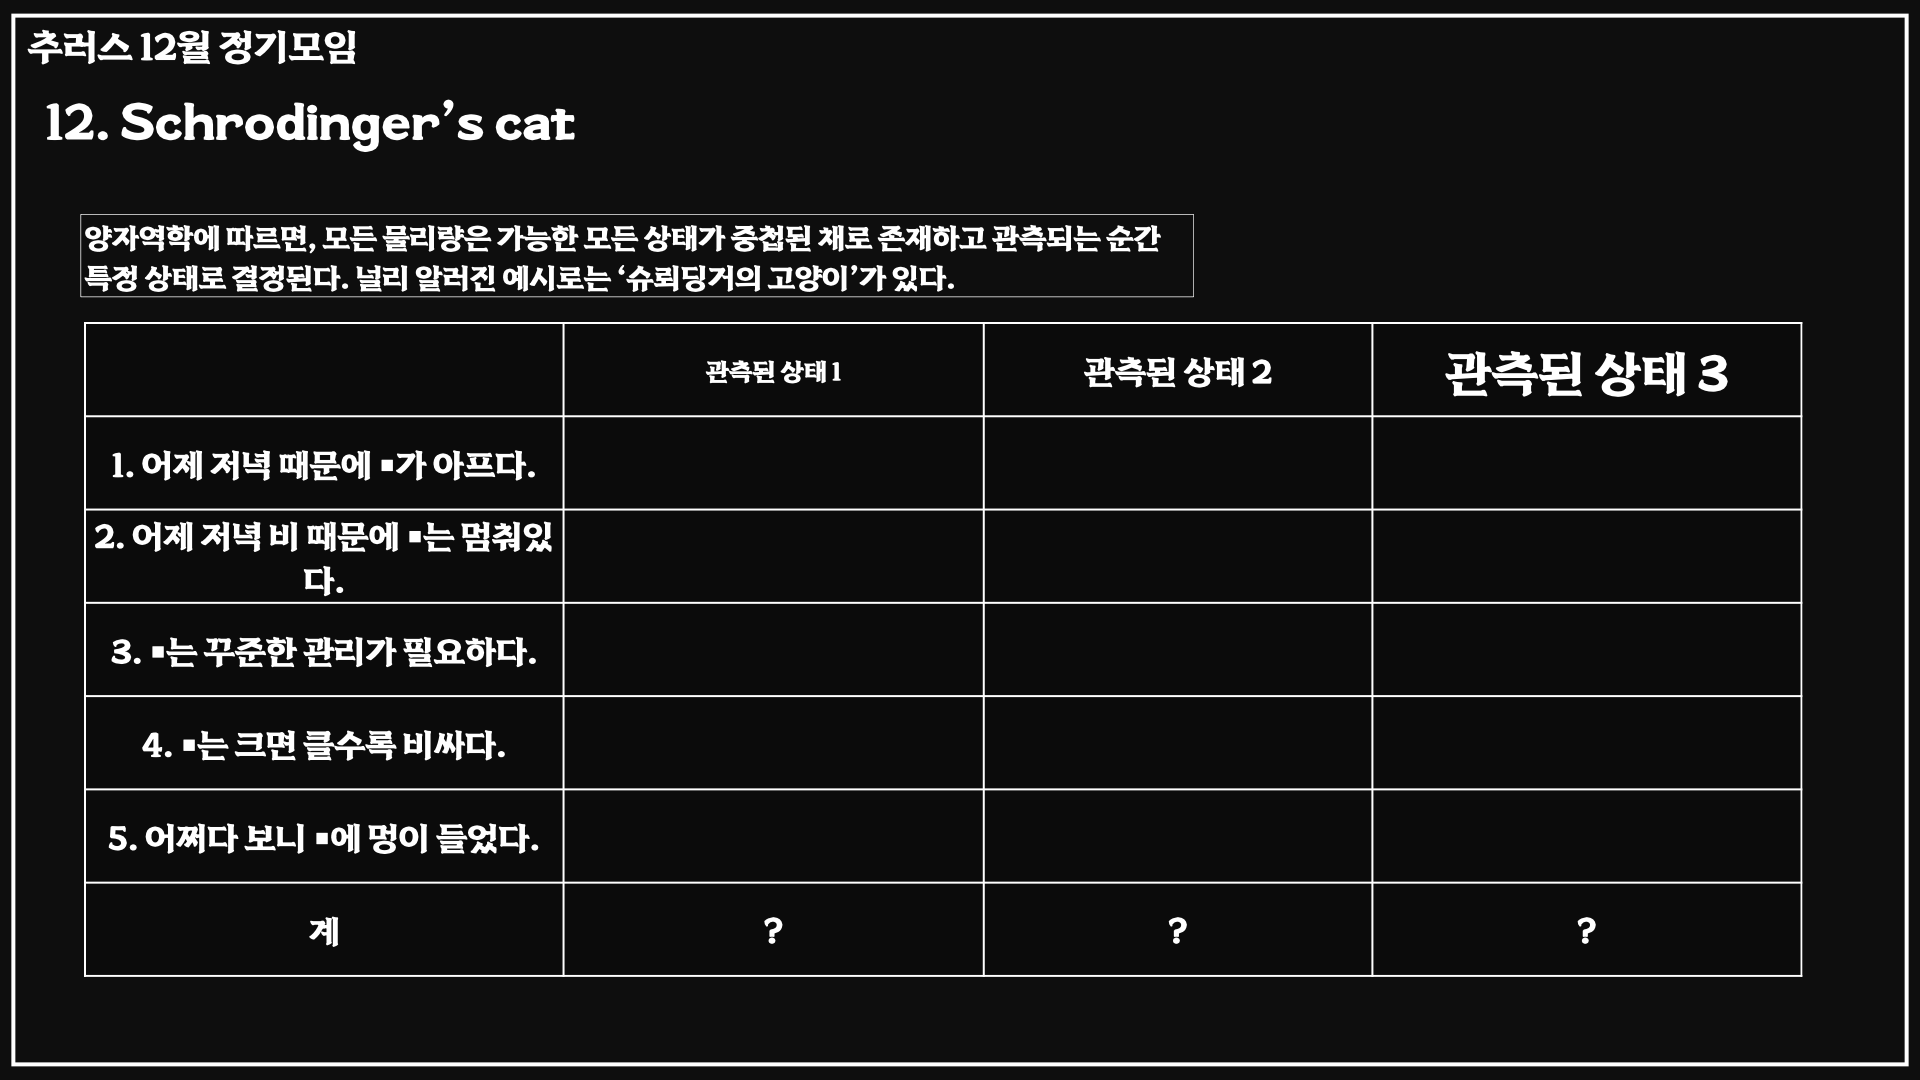 추러스 12월 정기모임
12. Schrodinger’s cat
양자역학에 따르면, 모든 물리량은 가능한 모든 상태가 중첩된 채로 존재하고 관측되는 순간
특정 상태로 결정된다. 널리 알러진 예시로는 ‘슈뢰딩거의 고양이’가 있다.
관측된 상태 1
관측된 상태 2
관측된 상태 3
1. 어제 저녁 때문에 ▪가 아프다.
2. 어제 저녁 비 때문에 ▪는 멈춰있
다.
3. ▪는 꾸준한 관리가 필요하다.
4. ▪는 크면 클수록 비싸다.
5. 어쩌다 보니 ▪에 멍이 들었다.
계
?
?
?